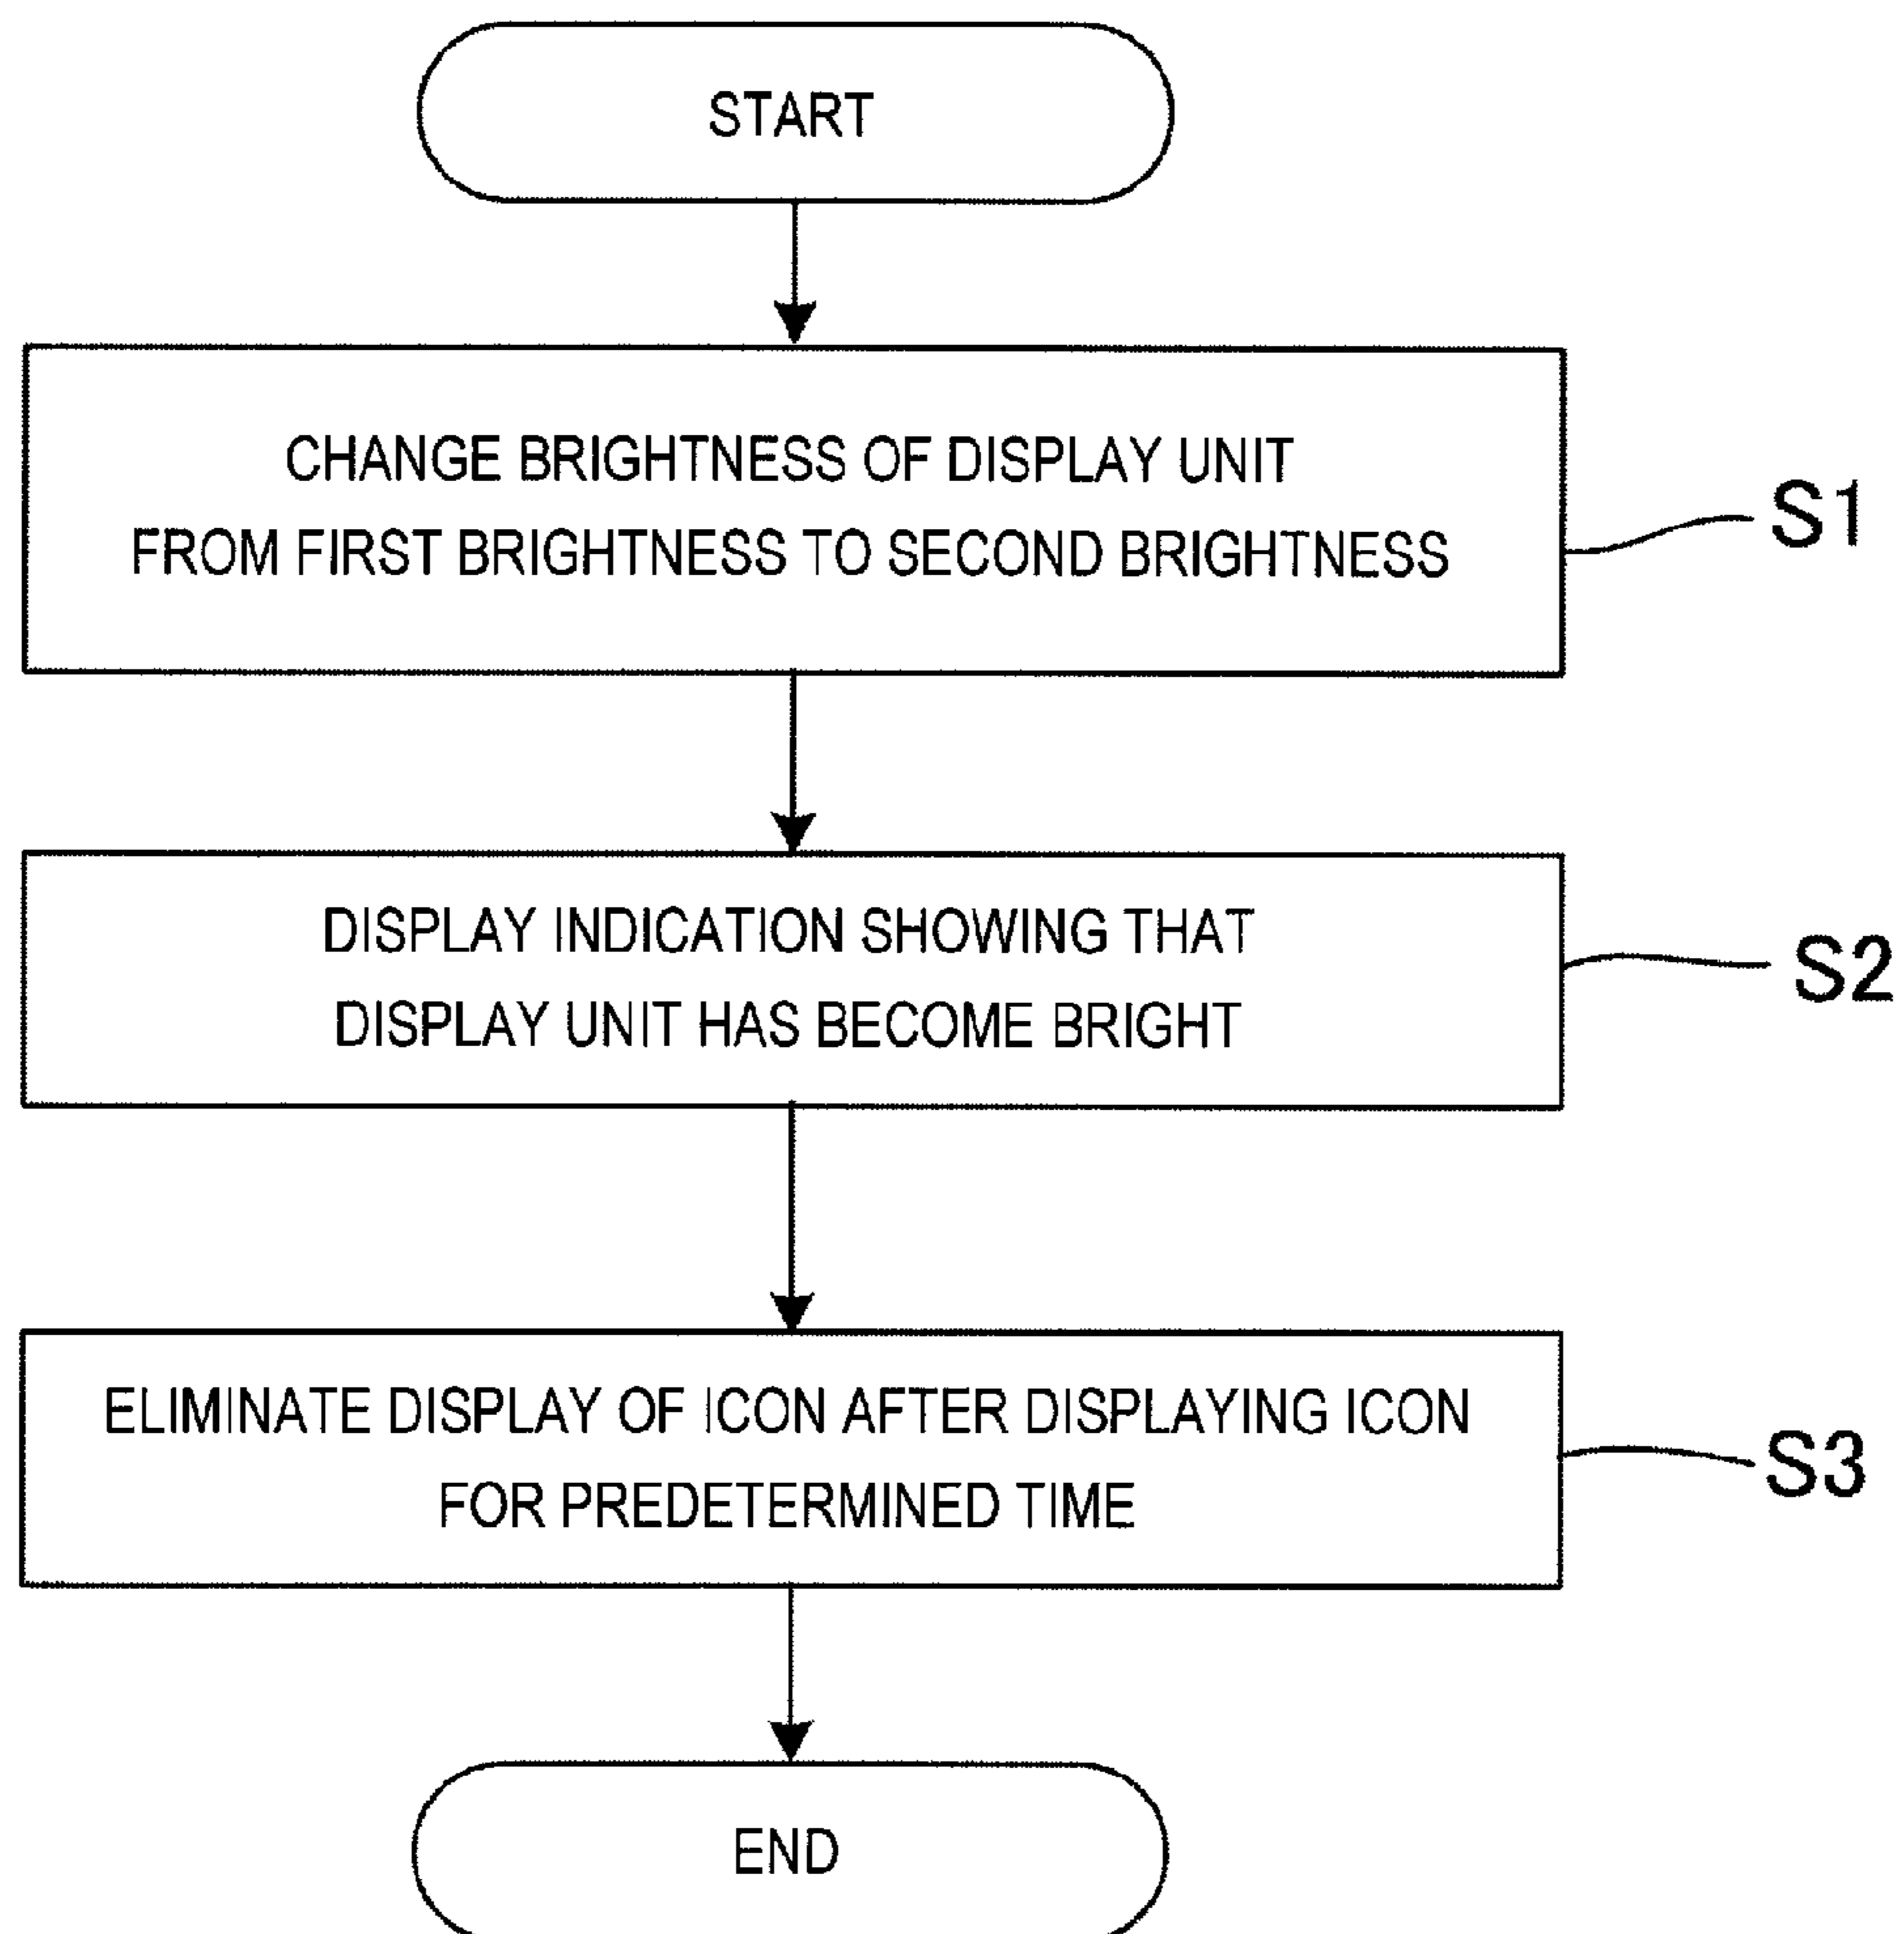 START
CHANGE BRIGHTNESS OF DISPLAY UNIT
FROM FIRST BRIGHTNESS TO SECOND BRIGHTNESS
S1
DISPLAY INDICATION SHOWING THAT
DISPLAY UNIT HAS BECOME BRIGHT
S2
ELIMINATE DISPLAY OF ICON AFTER DISPLAYING ICON
FOR PREDETERMINED TIME
S3
END